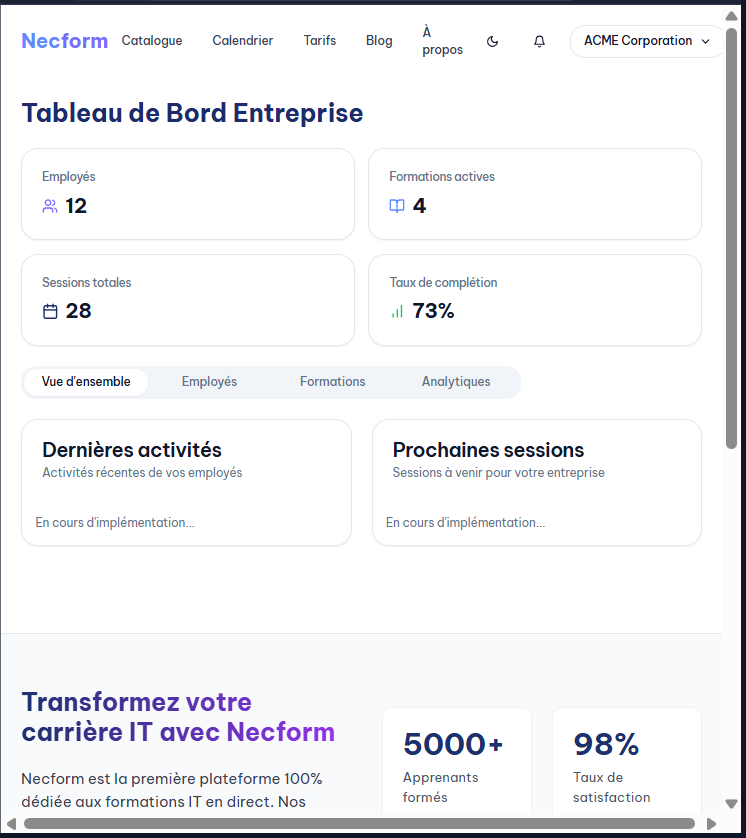 Necform Catalogue Calendrier Tarifs Blog À propos ACME Corporation
Tableau de Bord Entreprise
Employés
12
Formations actives
4
Sessions totales
28
Taux de complétion
73%
Vue d'ensemble Employés Formations Analytiques
Dernières activités
Activités récentes de vos employés
En cours d'implémentation...
Prochaines sessions
Sessions à venir pour votre entreprise
En cours d'implémentation...
Transformez votre
carrière IT avec Necform
Necform est la première plateforme 100%
dédiée aux formations IT en direct. Nos
5000+
Apprenants
formés
98%
Taux de
satisfaction